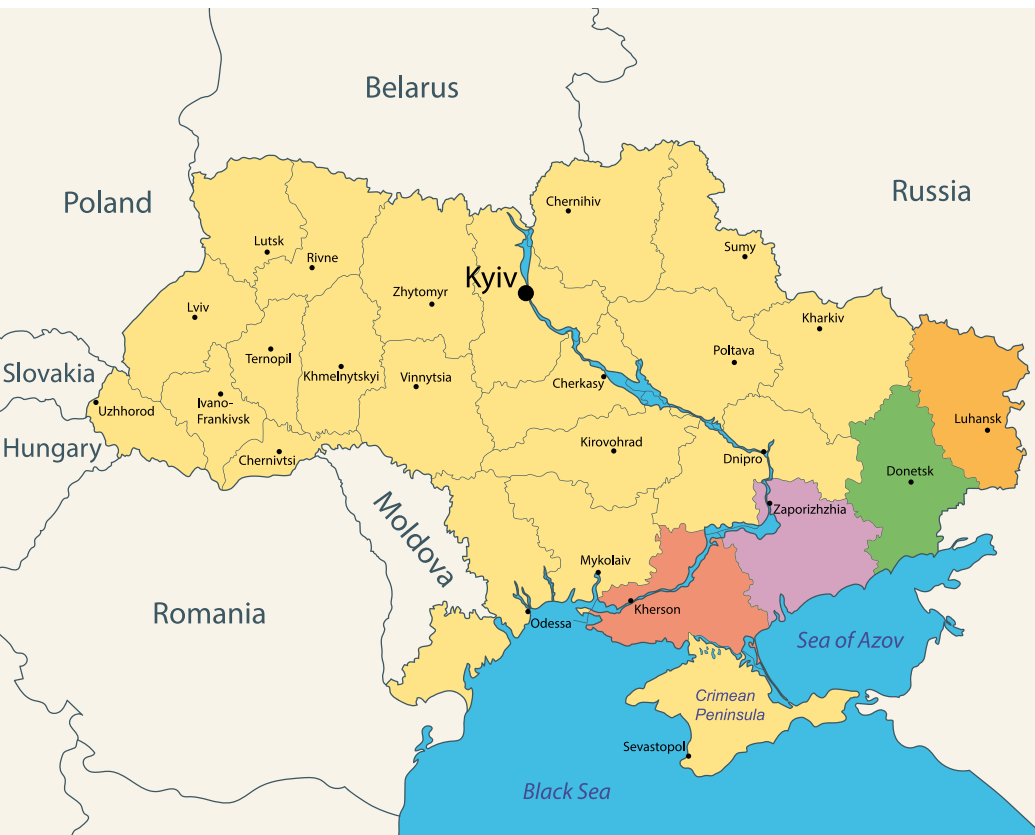 Belarus
Poland
Russia
Chernihiv
Lutsk
Sumy
Rivne
Kyiv
Zhytomyr
Lviv
Kharkiv
Poltava
Ternopil
Slovakia
Khmelnytskyi
Vinnytsia
Cherkasy
Uzhhorod
Ivano-
Frankivsk
Luhansk
Hungary
Kirovohrad
Chernivtsi
Dnipro
Donetsk
Zaporizhzhia
Moldova
Mykolaiv
Romania
Kherson
Odessa
Sea of Azov
Crimean
Peninsula
Sevastopol
Black Sea